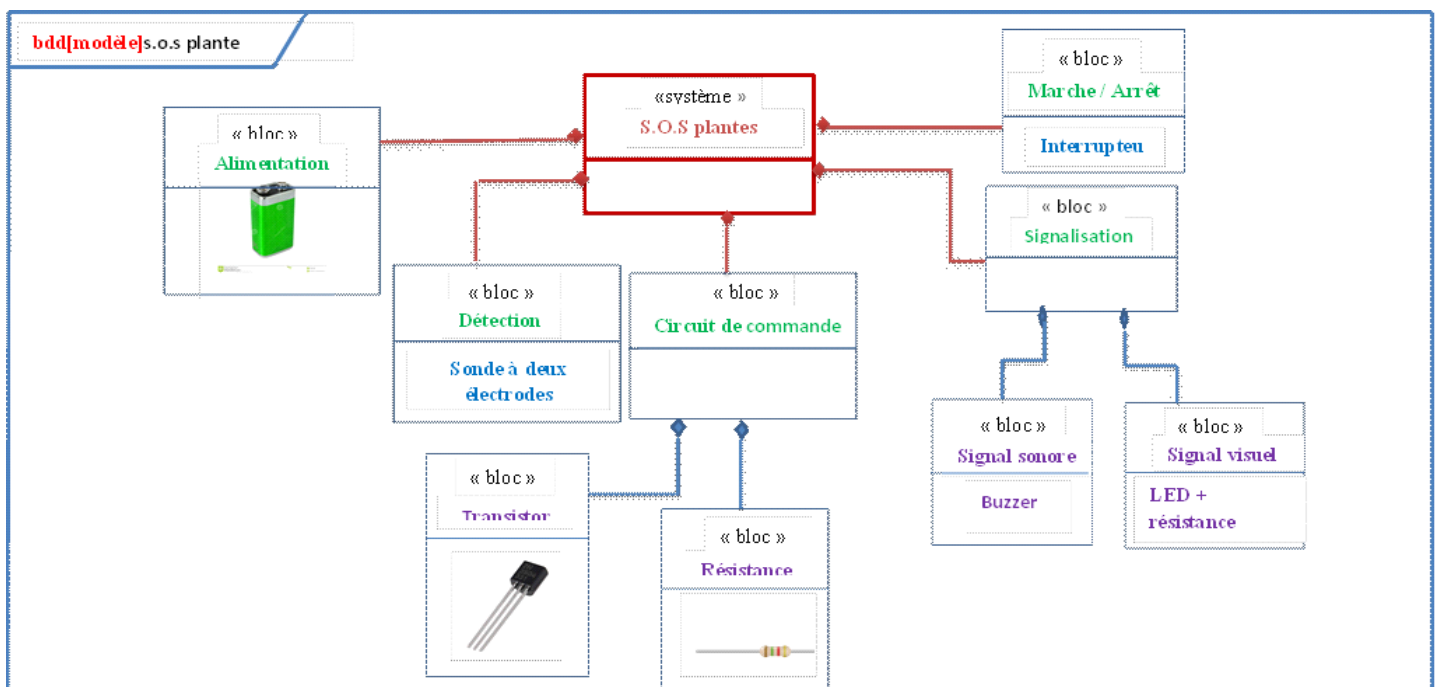 bdd[modèle]s.o.s plante
« bloc »
Marche / Arrêt
Interrupteu
«système »
S.O.S plantes
« bloc »
Alimentation
« bloc »
Signalisation
« bloc »
Détection
Sonde à deux
électrodes
« bloc »
Circuit de commande
« bloc »
Signal sonore
Buzzer
« bloc »
Signal visuel
LED +
résistance
« bloc »
Transistor
« bloc »
Résistance